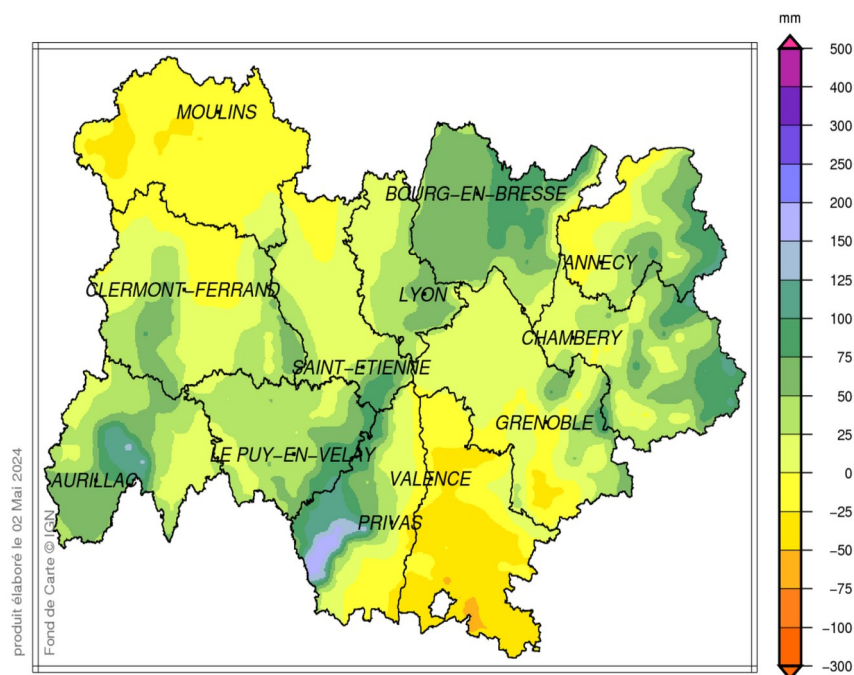 mm
500
400
300
250
200
150
125
100
75
50
25
0
−25
−50
−75
−100
−300
MOULINS
BOURG−EN−BRESSE
ANNECY
CLERMONT−FERRAND
LYON
CHAMBERY
SAINT−ETIENNE
GRENOBLE
LE PUY−EN−VELAY
AURILLAC
VALENCE
PRIVAS
produit élaboré le 02 Mai 2024
Fond de Carte © IGN